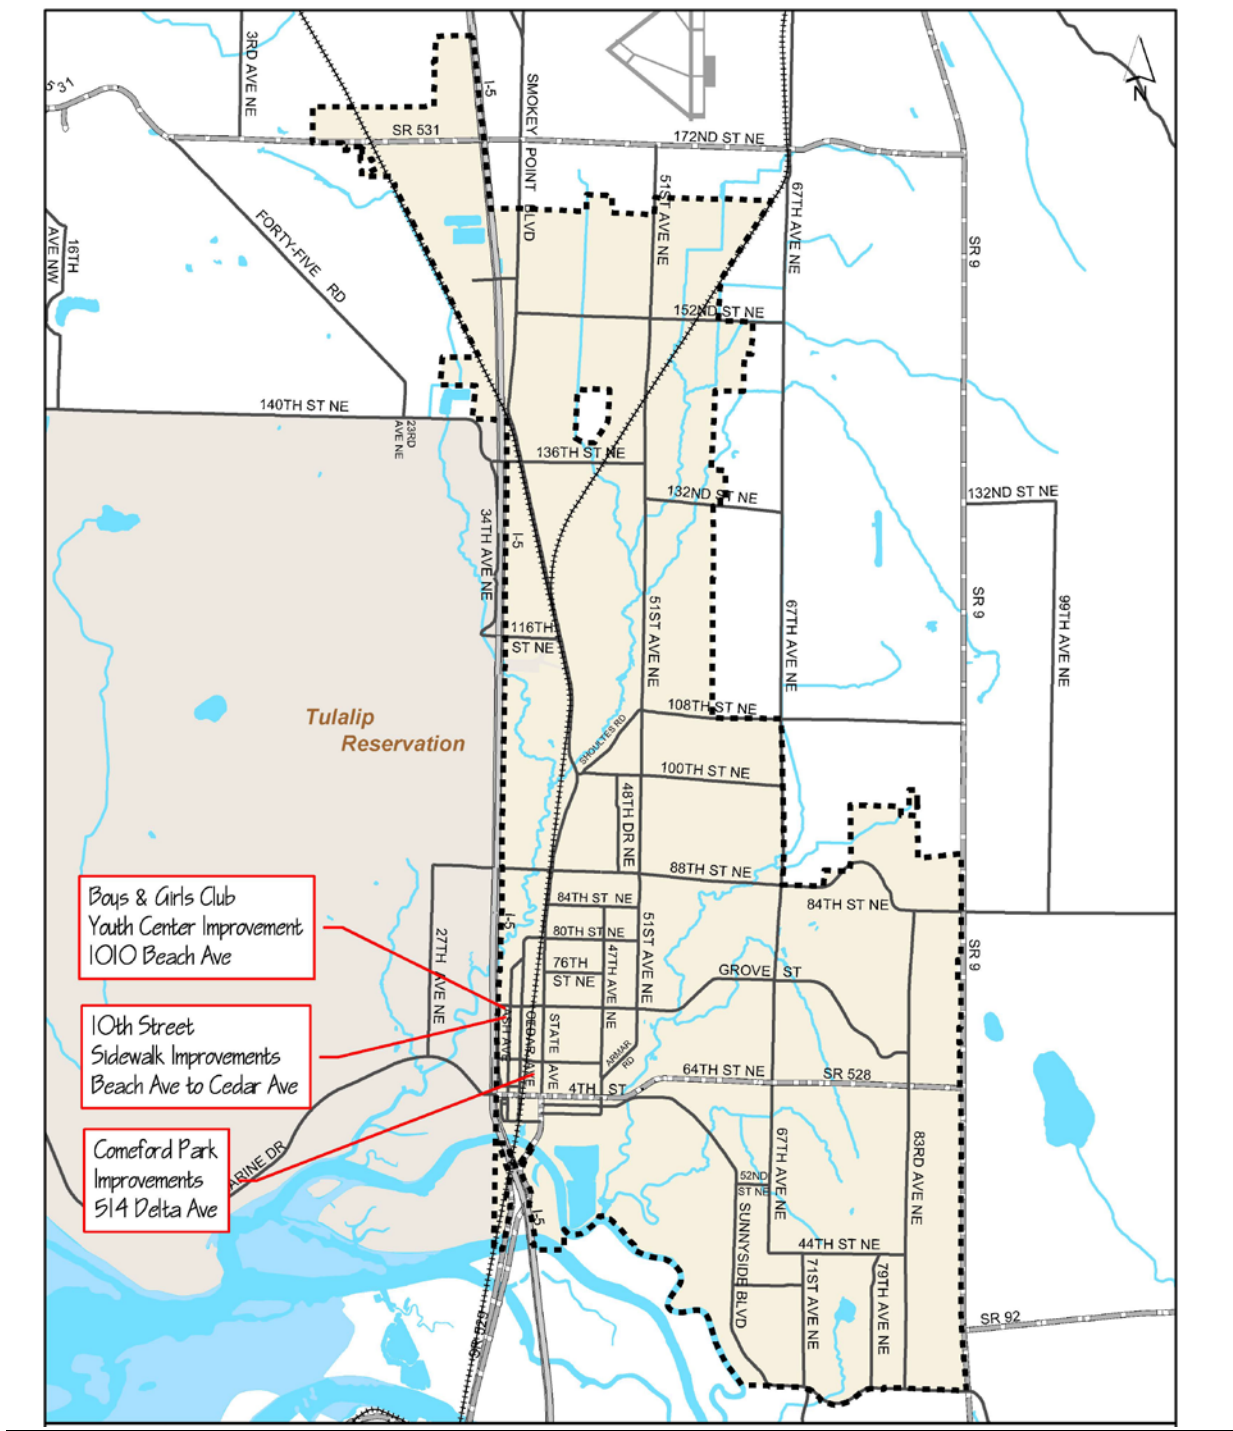 5 31
3RD AVE NE
I-5
SMOKEY POINT BLVD
N
SR 531
172ND ST NE
51ST AVE NE
67TH AVE NE
SR 9
16TH
AVE NW
FORTY-FIVE RD
152ND ST NE
140TH ST NE
23RD
AVE NE
136TH ST NE
132ND ST NE
132ND ST NE
34TH AVE NE
I-5
116TH
ST NE
51ST AVE NE
67TH AVE NE
SR 9
99TH AVE NE
Tulalip
Reservation
108TH ST NE
SHOULTES RD
100TH ST NE
48TH DR NE
88TH ST NE
84TH ST NE
84TH ST NE
Boys & Girls Club
Youth Center Improvement
1010 Beach Ave
27TH AVE NE
I-5
80TH ST NE
47TH AVE NE
51ST AVE NE
76TH
ST NE
GROVE ST
SR 9
10th Street
Sidewalk Improvements
Beach Ave to Cedar Ave
ASH AVE
CEDAR AVE
STATE AVE
ARMAR
RD
64TH ST NE
SR 528
4TH ST
Comeford Park
Improvements
514 Delta Ave
ARINE DR
67TH AVE NE
83RD AVE NE
52ND
ST NE
SUNNYSIDE BLVD
I-5
44TH ST NE
71ST AVE NE
79TH AVE NE
SR 529
SR 92